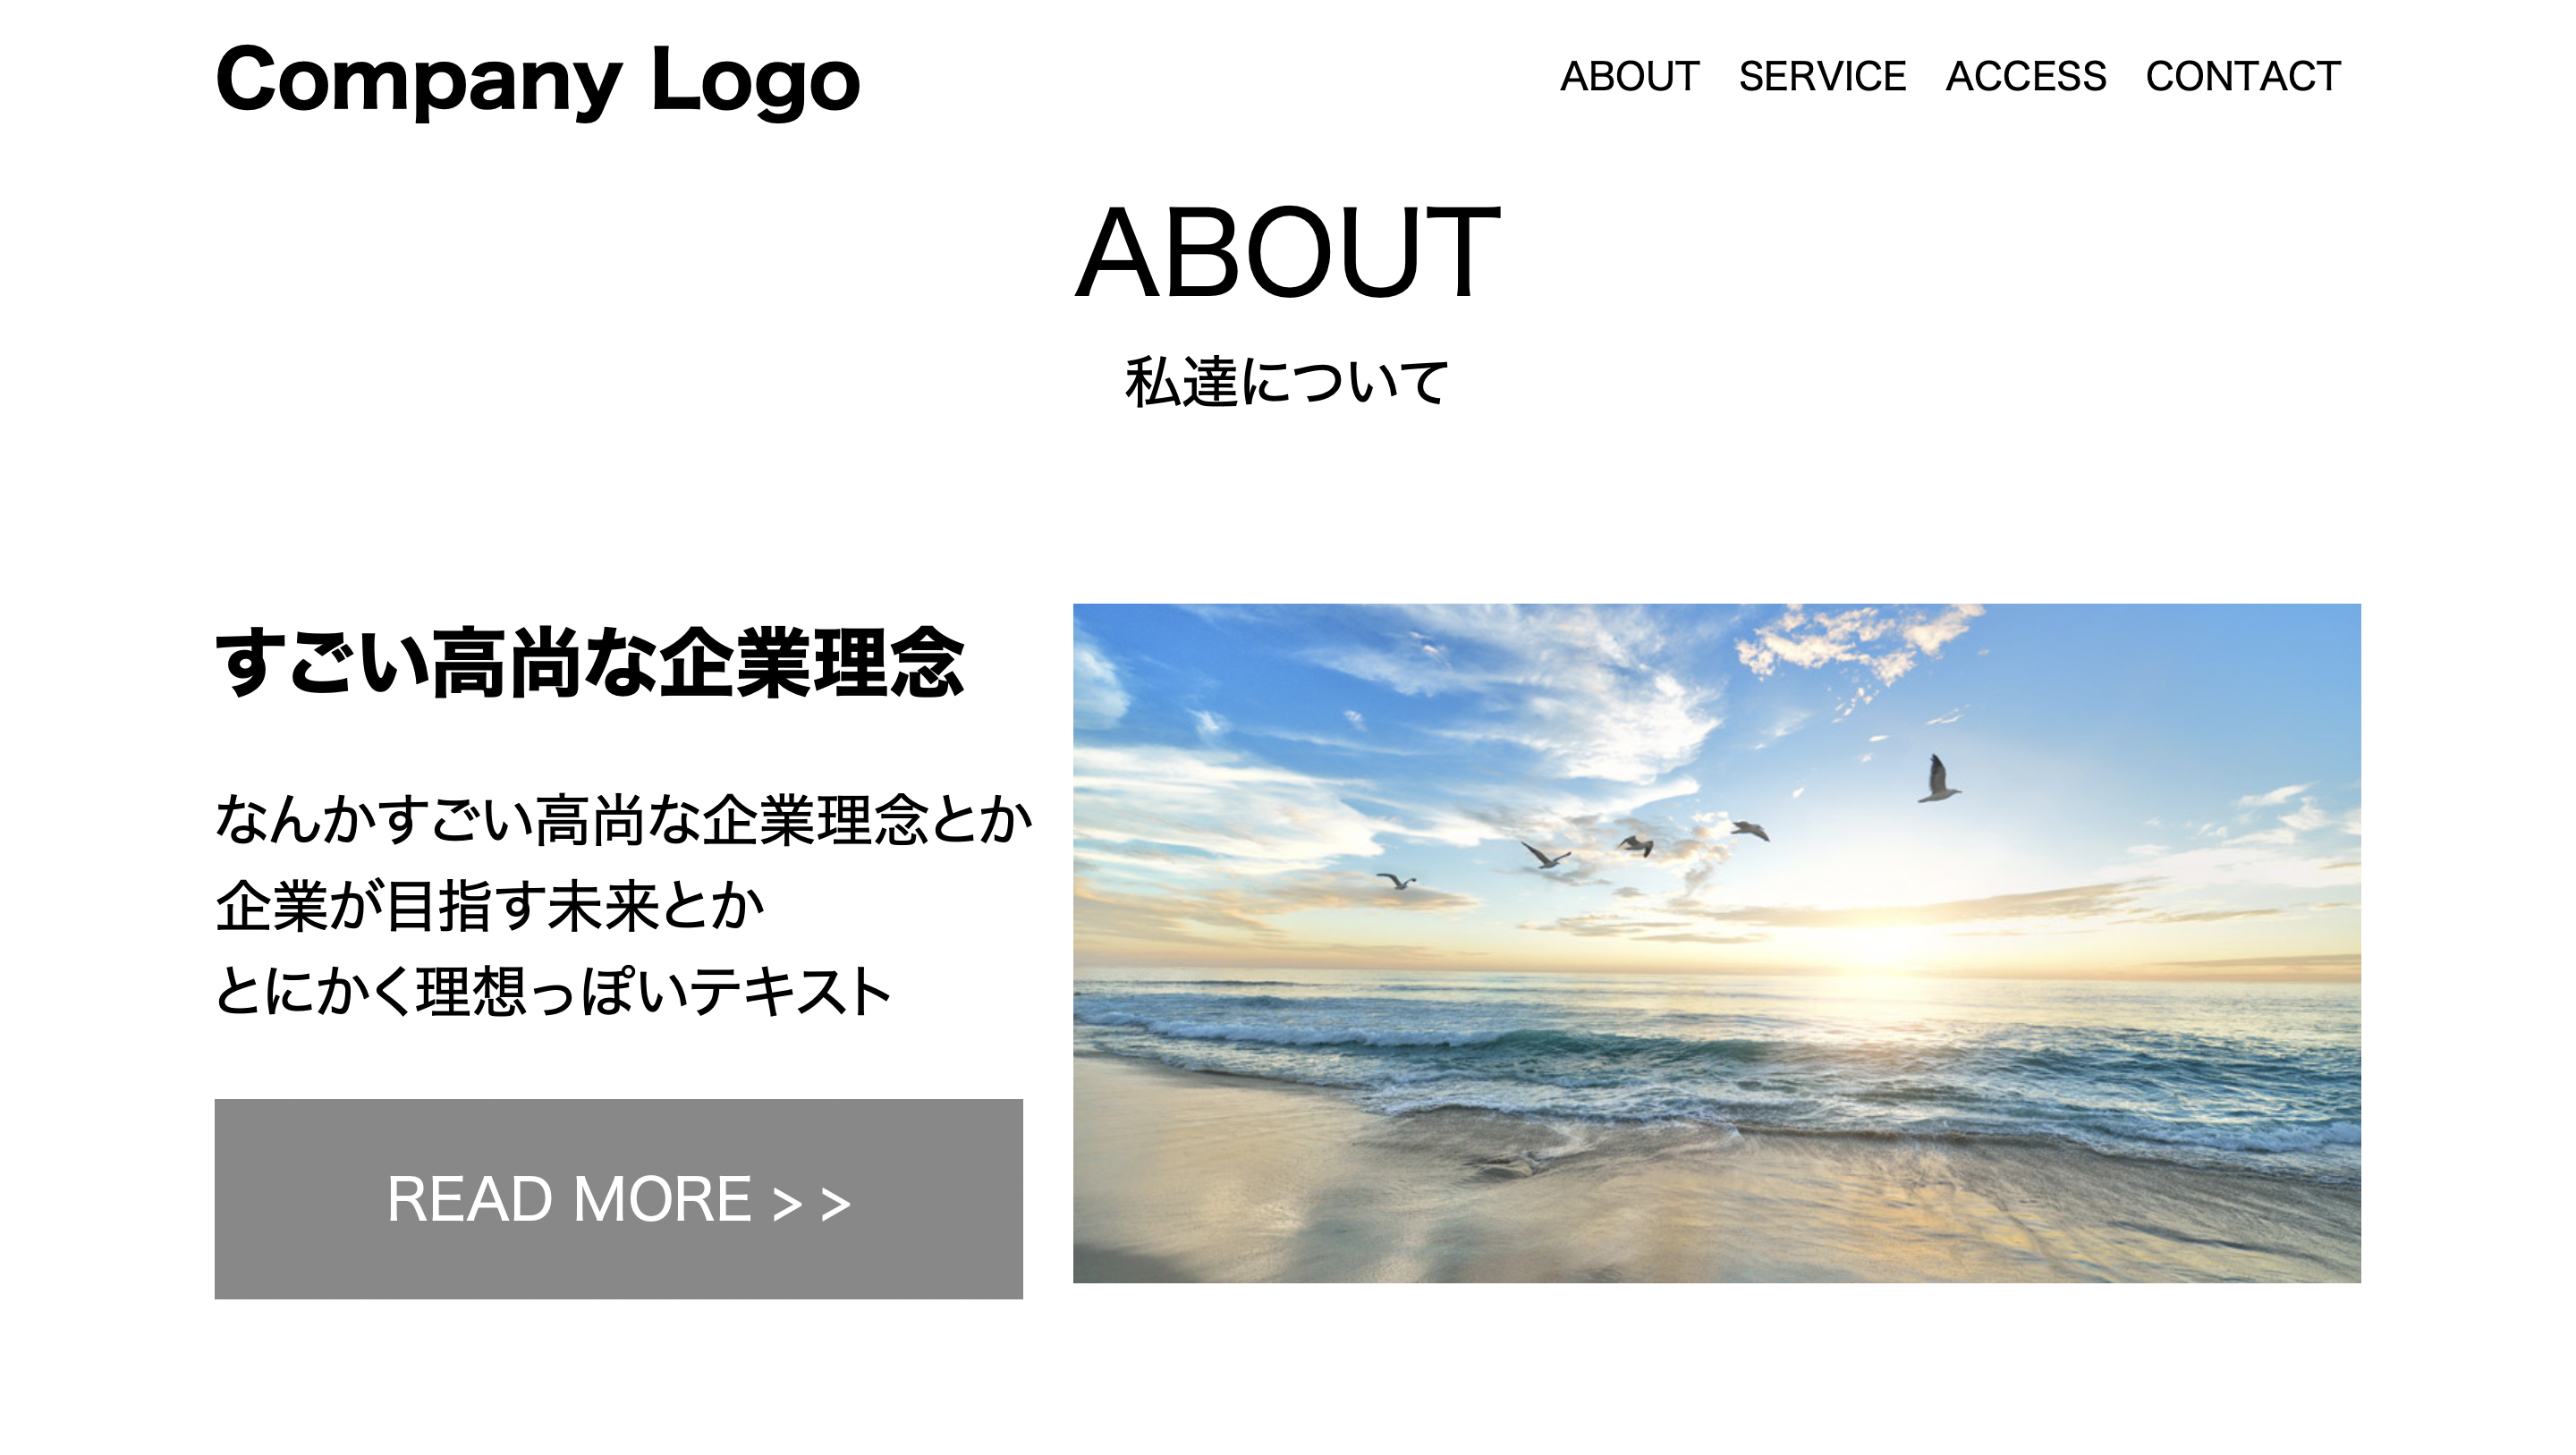 Company Logo
ABOUT SERVICE ACCESS CONTACT
ABOUT
私達について
すごい高尚な企業理念
なんかすごい高尚な企業理念とか
企業が目指す未来とか
とにかく理想っぽいテキスト
READ MORE > >